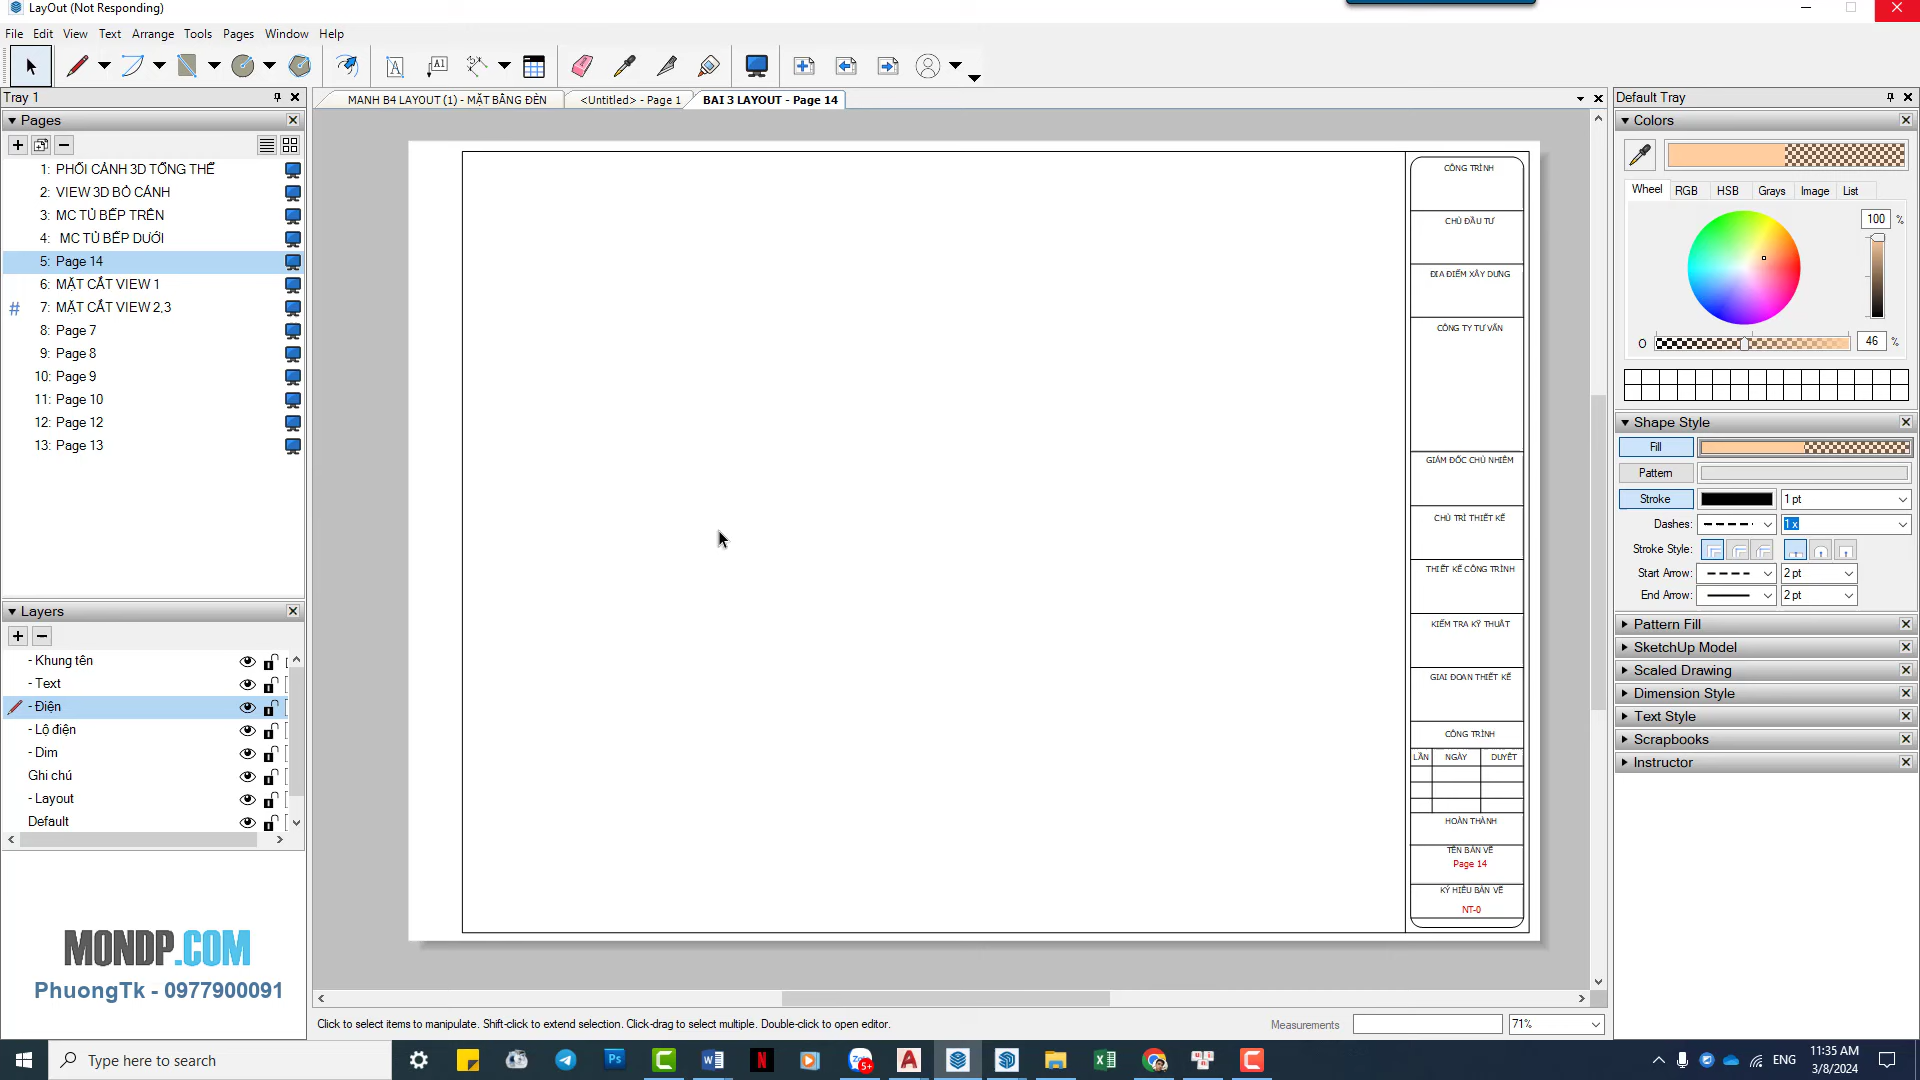 LayOut (Not Responding)
File Edit View Text Arrange Tools Pages Window Help
Tray 1
MANH B4 LAYOUT (1) - MẶT BẰNG ĐÈN
<Untitled> - Page 1
BAI 3 LAYOUT - Page 14
Default Tray
Pages
1: PHỐI CẢNH 3D TỔNG THỂ
2: VIEW 3D BỎ CÁNH
3: MC TỦ BẾP TRÊN
4: MC TỦ BẾP DƯỚI
5: Page 14
6: MẶT CẮT VIEW 1
# 7: MẶT CẮT VIEW 2,3
8: Page 7
9: Page 8
10: Page 9
11: Page 10
12: Page 12
13: Page 13
Layers
- Khung tên
- Text
- Điện
- Lộ điện
- Dim
Ghi chú
- Layout
Default
MONDP.COM
PhuongTk - 0977900091
CÔNG TRÌNH
CHỦ ĐẦU TƯ
ĐỊA ĐIỂM XÂY DỰNG
CÔNG TY TƯ VẤN
GIÁM ĐỐC CHỦ NHIỆM
CHỦ TRÌ THIẾT KẾ
THIẾT KẾ CÔNG TRÌNH
KIỂM TRA KỸ THUẬT
GIAI ĐOẠN THIẾT KẾ
CÔNG TRÌNH
LẦN NGÀY DUYỆT
HOÀN THÀNH
TÊN BẢN VẼ
Page 14
KÝ HIỆU BẢN VẼ
NT-0
Colors
Wheel RGB HSB Grays Image List
100 %
O 46 %
Shape Style
Fill
Pattern
Stroke 1 pt
Dashes: 1 x
Stroke Style:
Start Arrow: 2 pt
End Arrow: 2 pt
Pattern Fill
SketchUp Model
Scaled Drawing
Dimension Style
Text Style
Scrapbooks
Instructor
Click to select items to manipulate. Shift-click to extend selection. Click-drag to select multiple. Double-click to open editor.
Measurements
71%
Type here to search
ENG
11:35 AM
3/8/2024